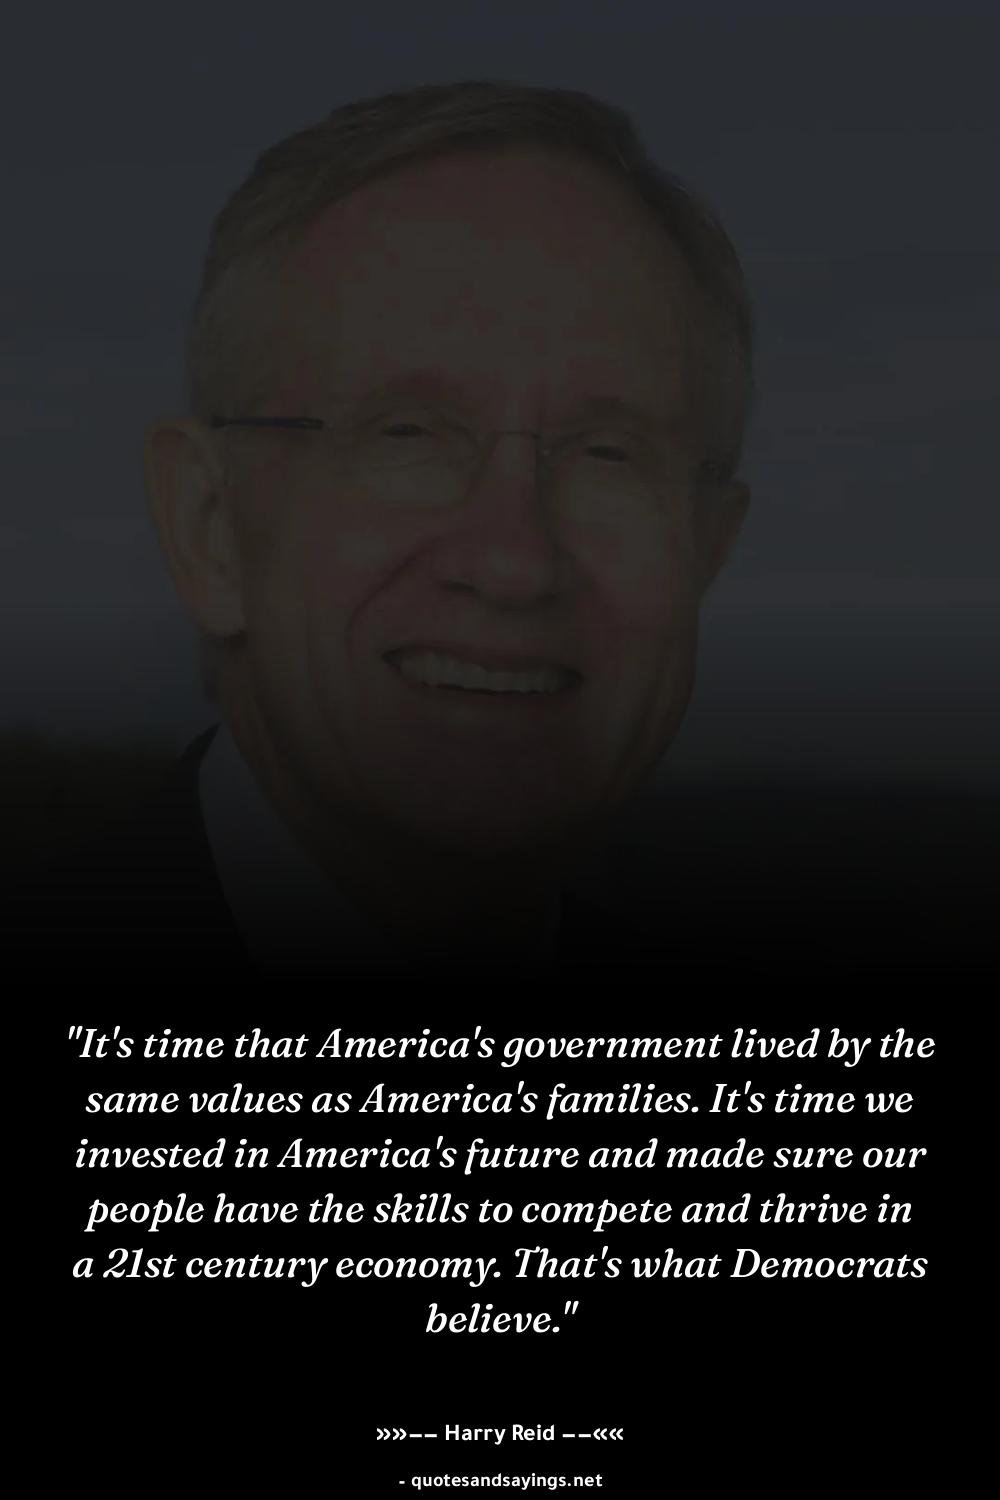 "It's time that America's government lived by the
same values as America's families. It's time we
invested in America's future and made sure our
people have the skills to compete and thrive in
a 21st century economy. That's what Democrats
believe."
»»–– Harry Reid ––««
- quotesandsayings.net